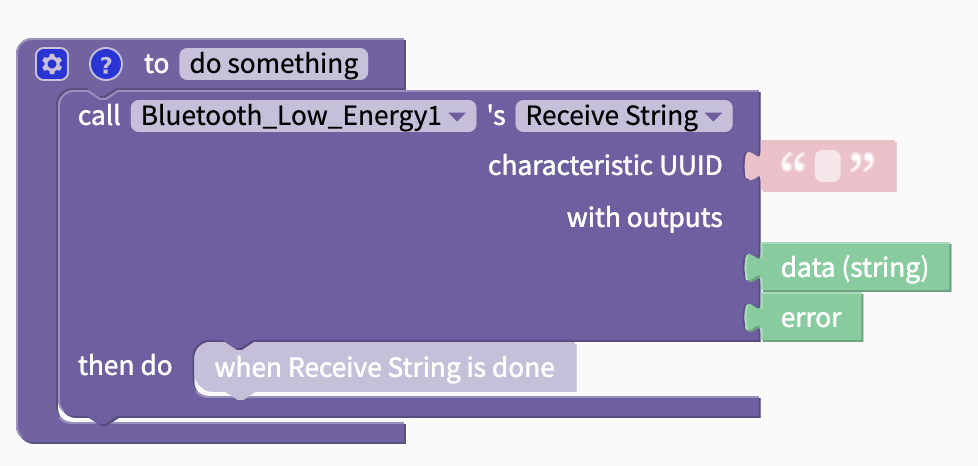 ? to do something
call Bluetooth_Low_Energy1 's Receive String
characteristic UUID “ ”
with outputs
data (string)
error
then do when Receive String is done